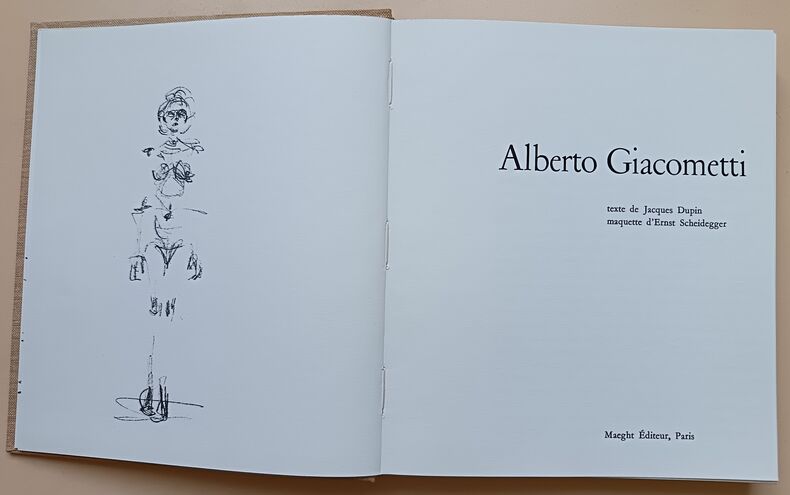 Alberto Giacometti
texte de Jacques Dupin
maquette d'Ernst Scheidegger
Maeght Éditeur, Paris